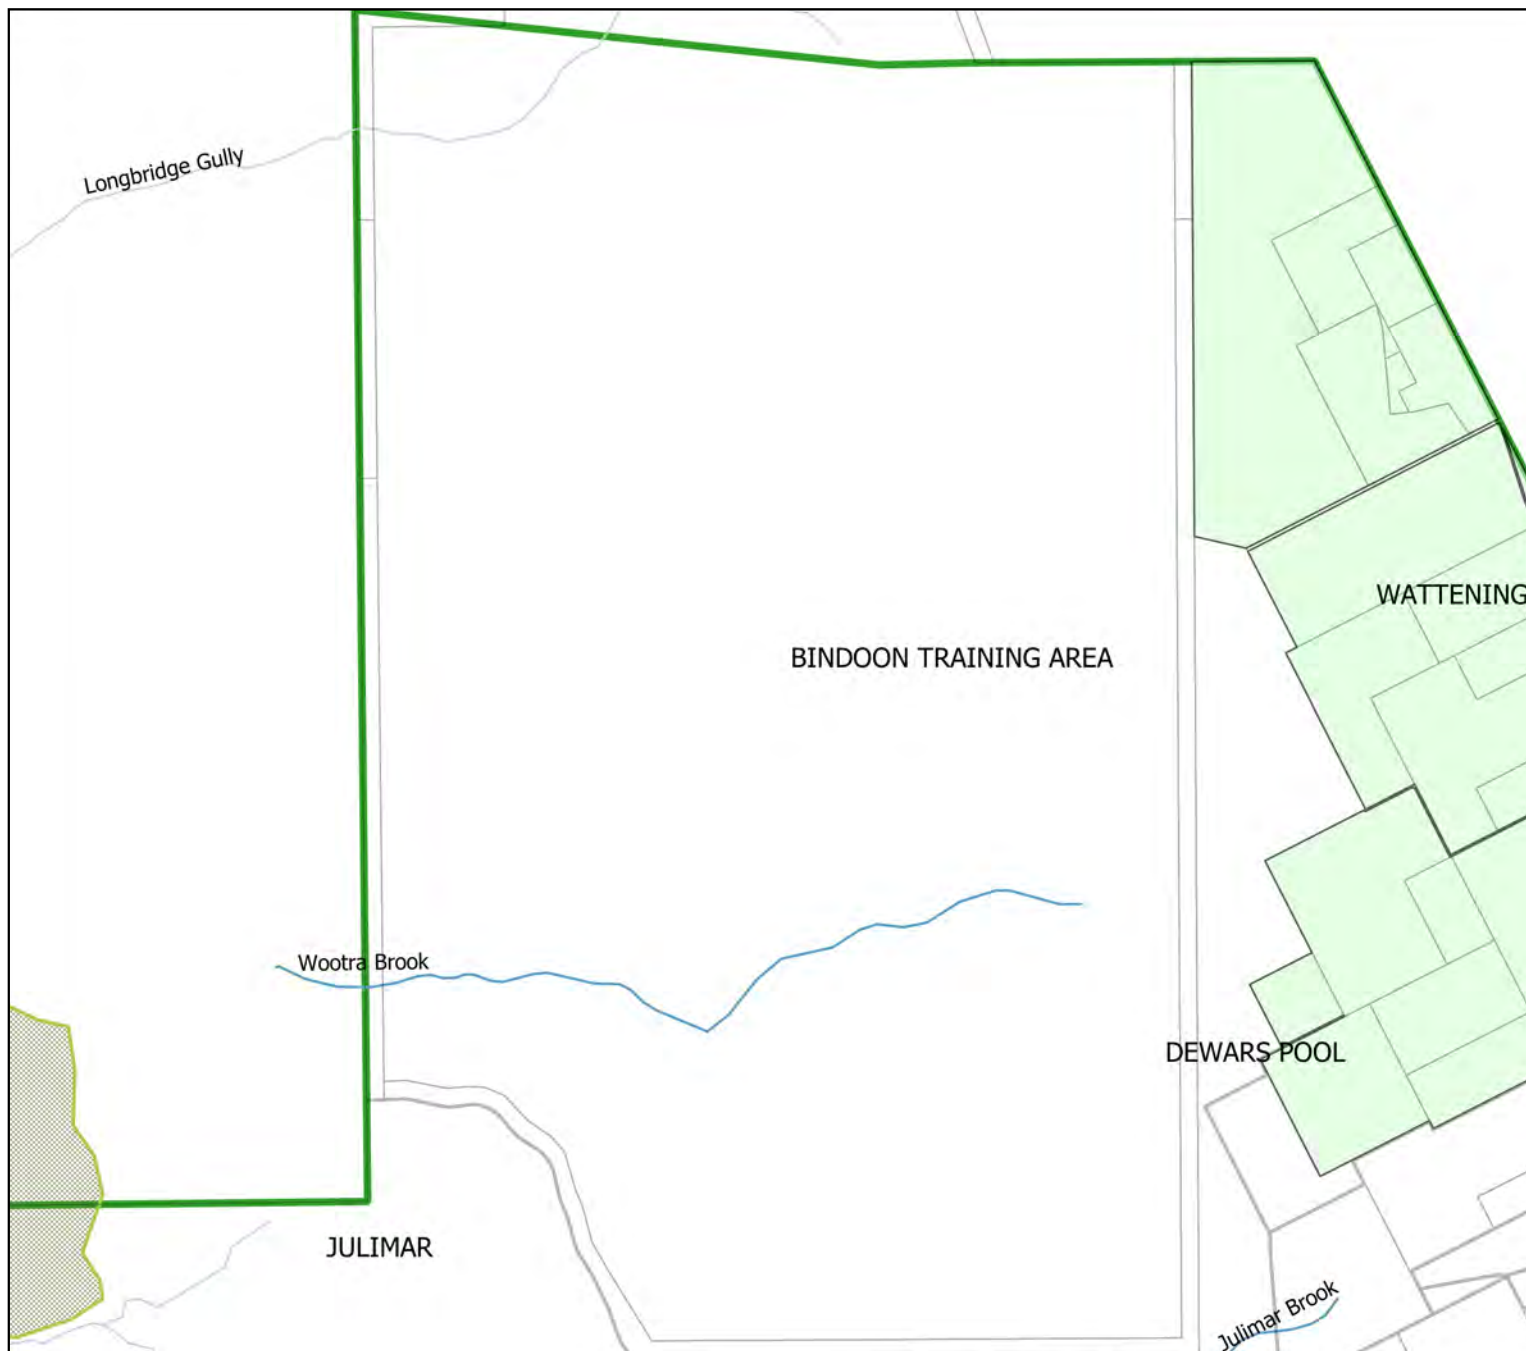 Longbridge Gully
WATTENING
BINDOON TRAINING AREA
Wootra Brook
DEWARS POOL
JULIMAR
Julimar Brook